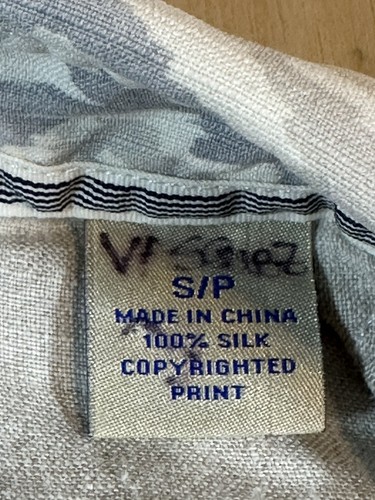 S/P
MADE IN CHINA
100% SILK
COPYRIGHTED
PRINT